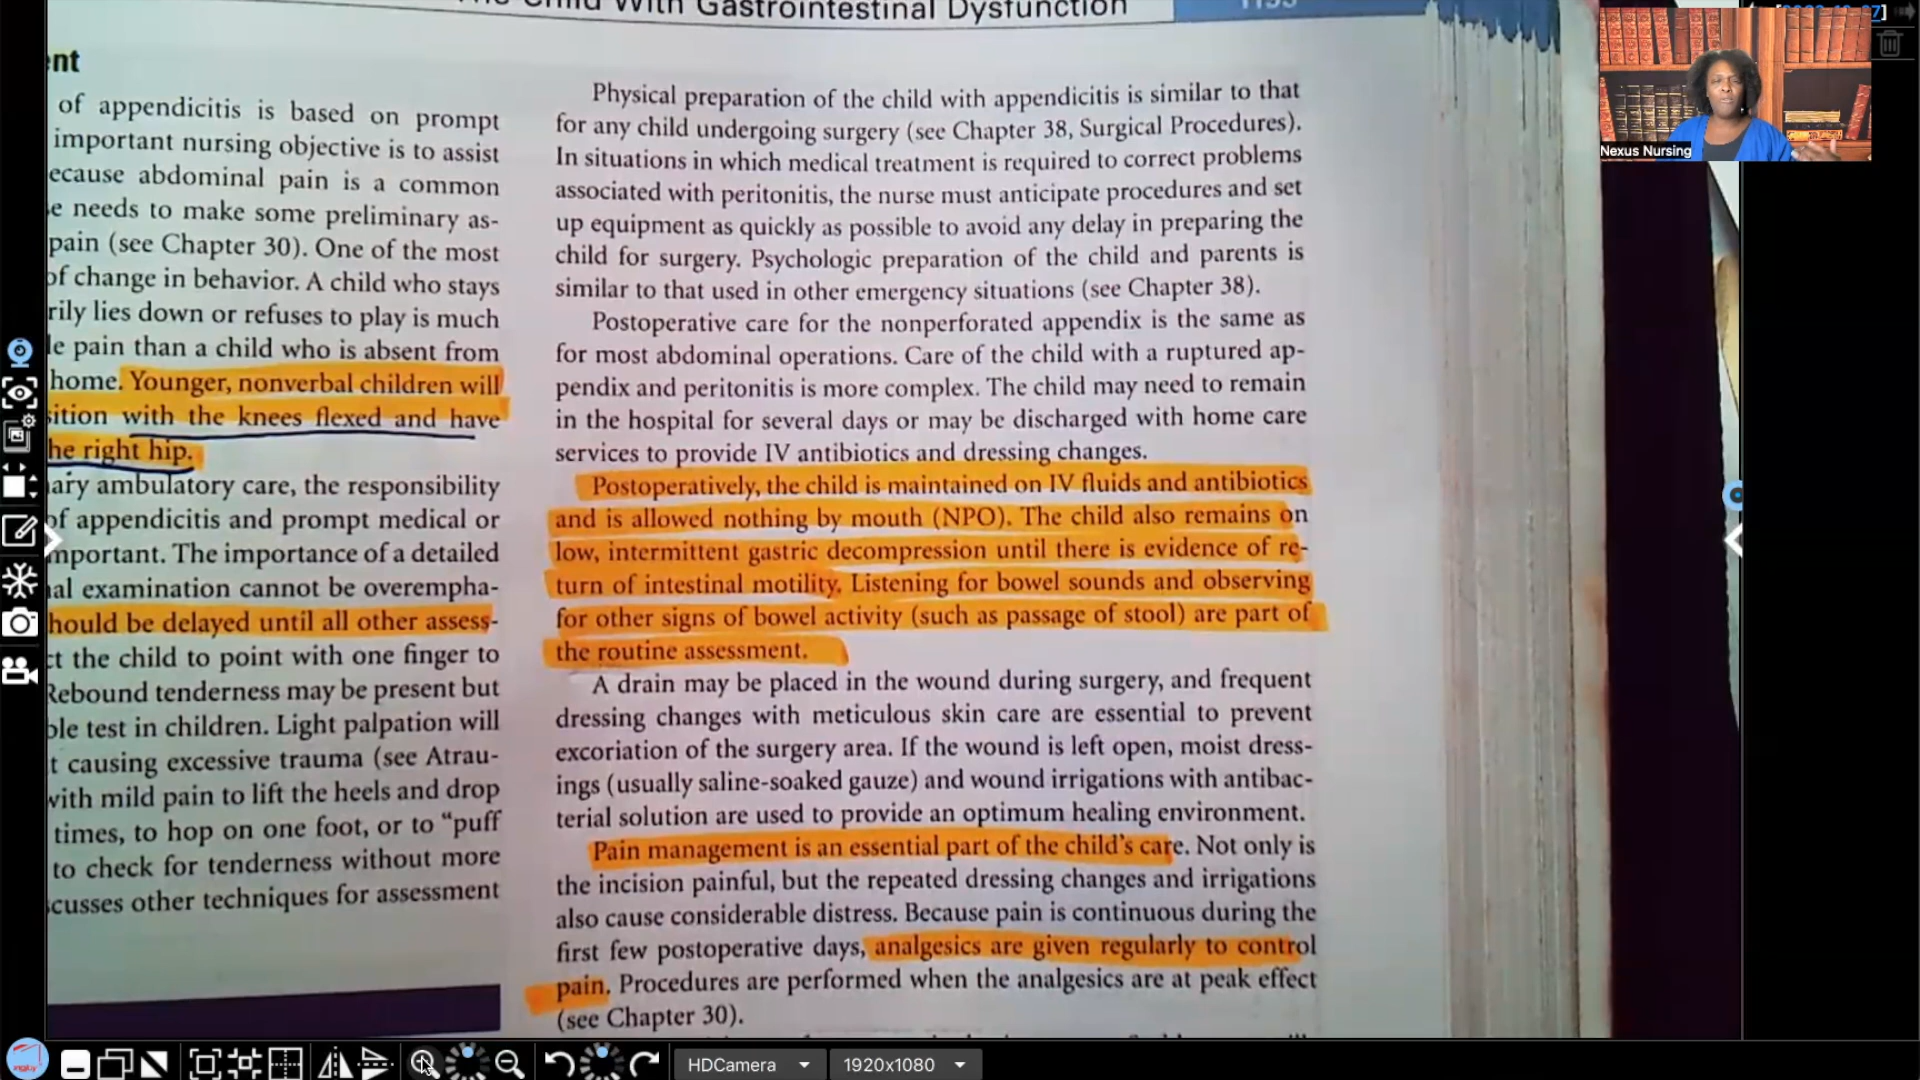 The Child With Gastrointestinal Dysfunction
ent
of appendicitis is based on prompt
important nursing objective is to assist
ecause abdominal pain is a common
e needs to make some preliminary as-
pain (see Chapter 30). One of the most
of change in behavior. A child who stays
rily lies down or refuses to play is much
le pain than a child who is absent from
home. Younger, nonverbal children will
ition with the knees flexed and have
he right hip.
ary ambulatory care, the responsibility
of appendicitis and prompt medical or
mportant. The importance of a detailed
al examination cannot be overempha-
hould be delayed until all other assess-
ct the child to point with one finger to
Rebound tenderness may be present but
ble test in children. Light palpation will
t causing excessive trauma (see Atrau-
with mild pain to lift the heels and drop
times, to hop on one foot, or to “puff
to check for tenderness without more
scusses other techniques for assessment
Physical preparation of the child with appendicitis is similar to that
for any child undergoing surgery (see Chapter 38, Surgical Procedures).
In situations in which medical treatment is required to correct problems
associated with peritonitis, the nurse must anticipate procedures and set
up equipment as quickly as possible to avoid any delay in preparing the
child for surgery. Psychologic preparation of the child and parents is
similar to that used in other emergency situations (see Chapter 38).
Postoperative care for the nonperforated appendix is the same as
for most abdominal operations. Care of the child with a ruptured ap-
pendix and peritonitis is more complex. The child may need to remain
in the hospital for several days or may be discharged with home care
services to provide IV antibiotics and dressing changes.
Postoperatively, the child is maintained on IV fluids and antibiotics
and is allowed nothing by mouth (NPO). The child also remains on
low, intermittent gastric decompression until there is evidence of re-
turn of intestinal motility. Listening for bowel sounds and observing
for other signs of bowel activity (such as passage of stool) are part of
the routine assessment.
A drain may be placed in the wound during surgery, and frequent
dressing changes with meticulous skin care are essential to prevent
excoriation of the surgery area. If the wound is left open, moist dress-
ings (usually saline-soaked gauze) and wound irrigations with antibac-
terial solution are used to provide an optimum healing environment.
Pain management is an essential part of the child’s care. Not only is
the incision painful, but the repeated dressing changes and irrigations
also cause considerable distress. Because pain is continuous during the
first few postoperative days, analgesics are given regularly to control
pain. Procedures are performed when the analgesics are at peak effect
(see Chapter 30).
Nexus Nursing
HDCamera
1920x1080